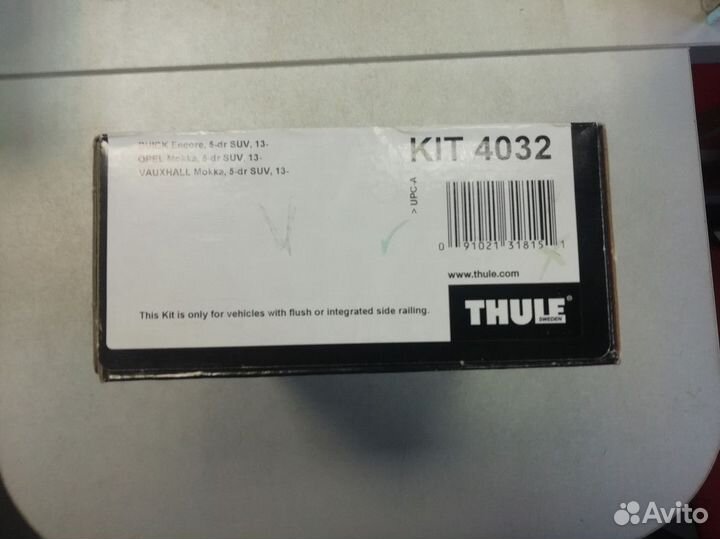 BUICK Encore, 5-dr SUV, 13-
OPEL Mokka, 5-dr SUV, 13-
VAUXHALL Mokka, 5-dr SUV, 13-
KIT 4032
> UPC-A
0 91021 31815 1
www.thule.com
This Kit is only for vehicles with flush or integrated side railing.
THULE®
SWEDEN
Avito